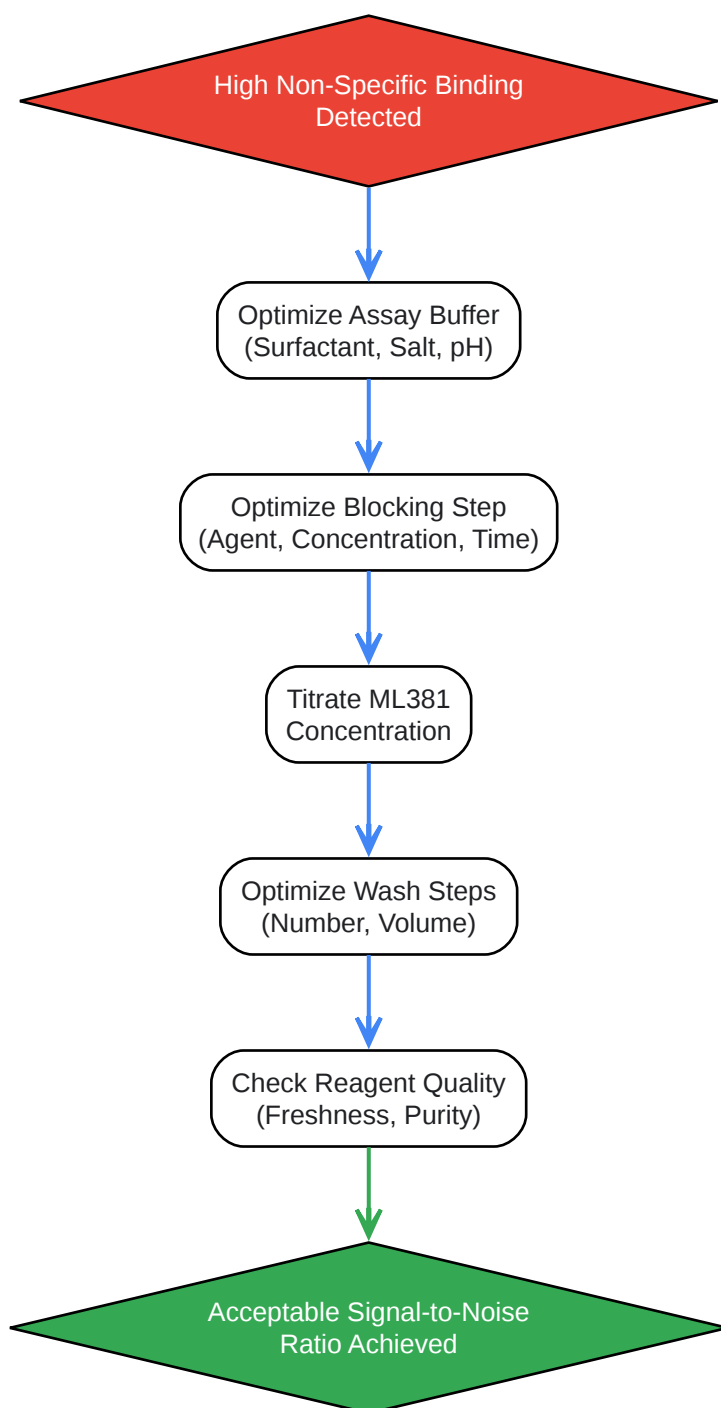 High Non-Specific Binding
Detected
Optimize Assay Buffer
(Surfactant, Salt, pH)
Optimize Blocking Step
(Agent, Concentration, Time)
Titrate ML381
Concentration
Optimize Wash Steps
(Number, Volume)
Check Reagent Quality
(Freshness, Purity)
Acceptable Signal-to-Noise
Ratio Achieved